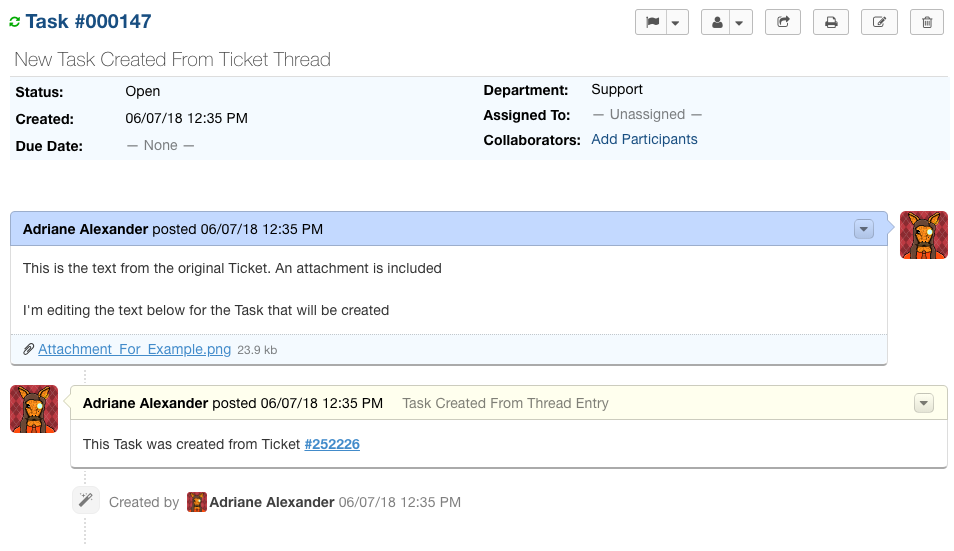 Task #000147
New Task Created From Ticket Thread
Status: Open
Department: Support
Created: 06/07/18 12:35 PM
Assigned To: — Unassigned —
Due Date: — None —
Collaborators: Add Participants
Adriane Alexander posted 06/07/18 12:35 PM
This is the text from the original Ticket. An attachment is included
I'm editing the text below for the Task that will be created
Attachment_For_Example.png 23.9 kb
Adriane Alexander posted 06/07/18 12:35 PM Task Created From Thread Entry
This Task was created from Ticket #252226
Created by Adriane Alexander 06/07/18 12:35 PM